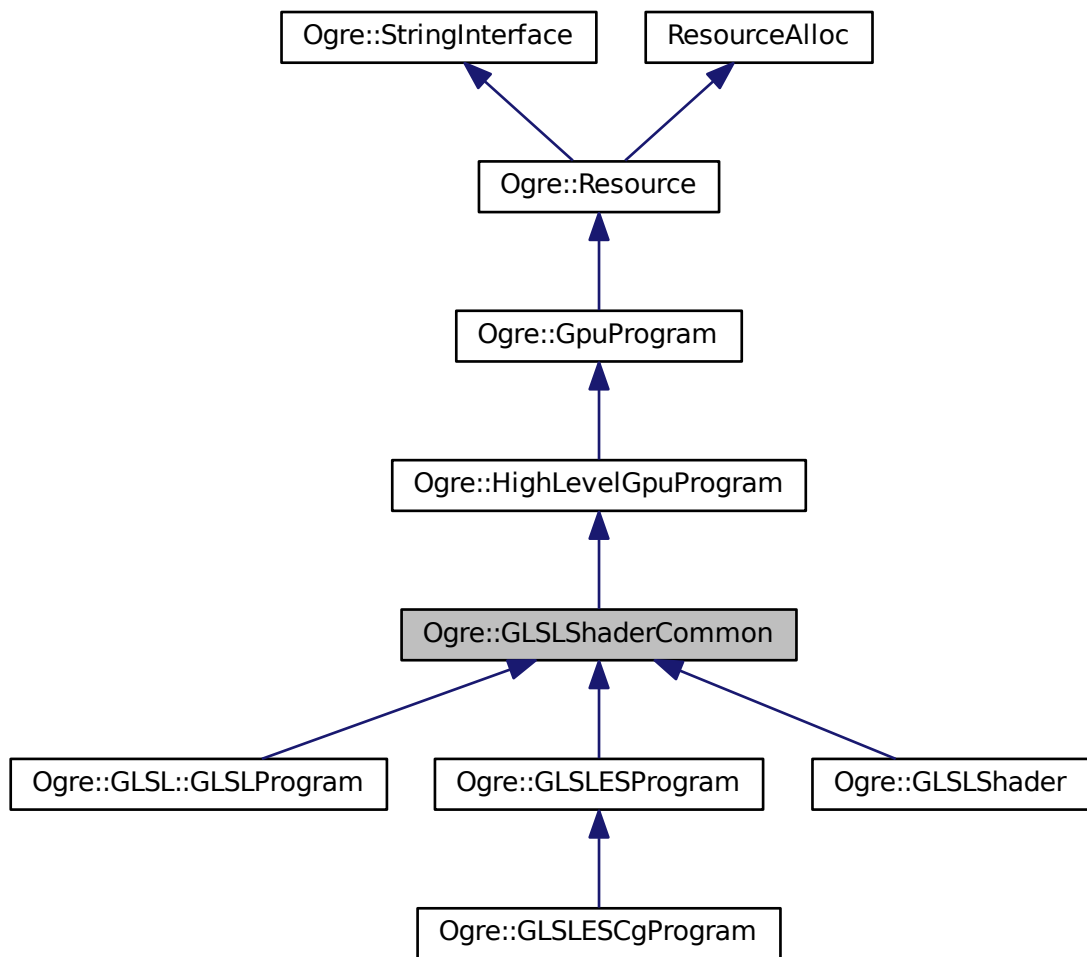 Ogre::StringInterface
ResourceAlloc
Ogre::Resource
Ogre::GpuProgram
Ogre::HighLevelGpuProgram
Ogre::GLSLShaderCommon
Ogre::GLSL::GLSLProgram
Ogre::GLSLESProgram
Ogre::GLSLShader
Ogre::GLSLESCgProgram